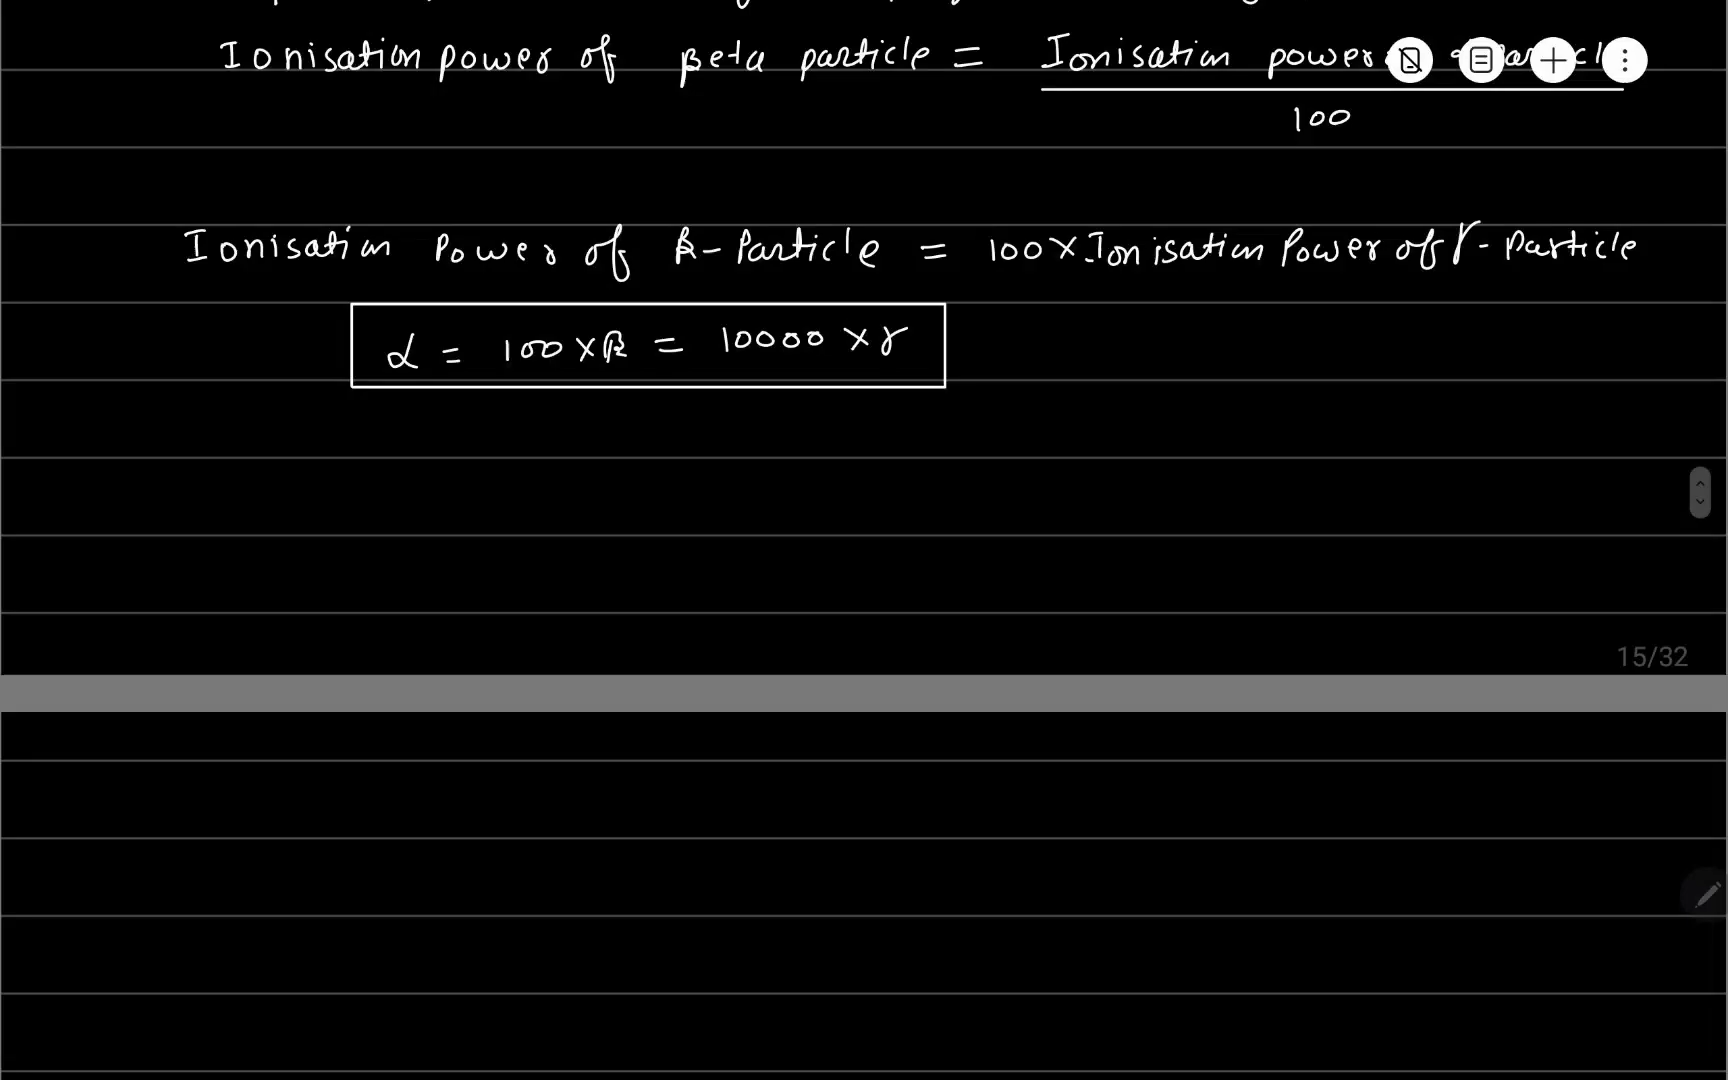 Ionisation power of Beta particle = Ionisation power
100
Ionisation Power of β-Particle = 100 × Ionisation Power of γ-Particle
α = 100 × β = 10000 × γ
15/32